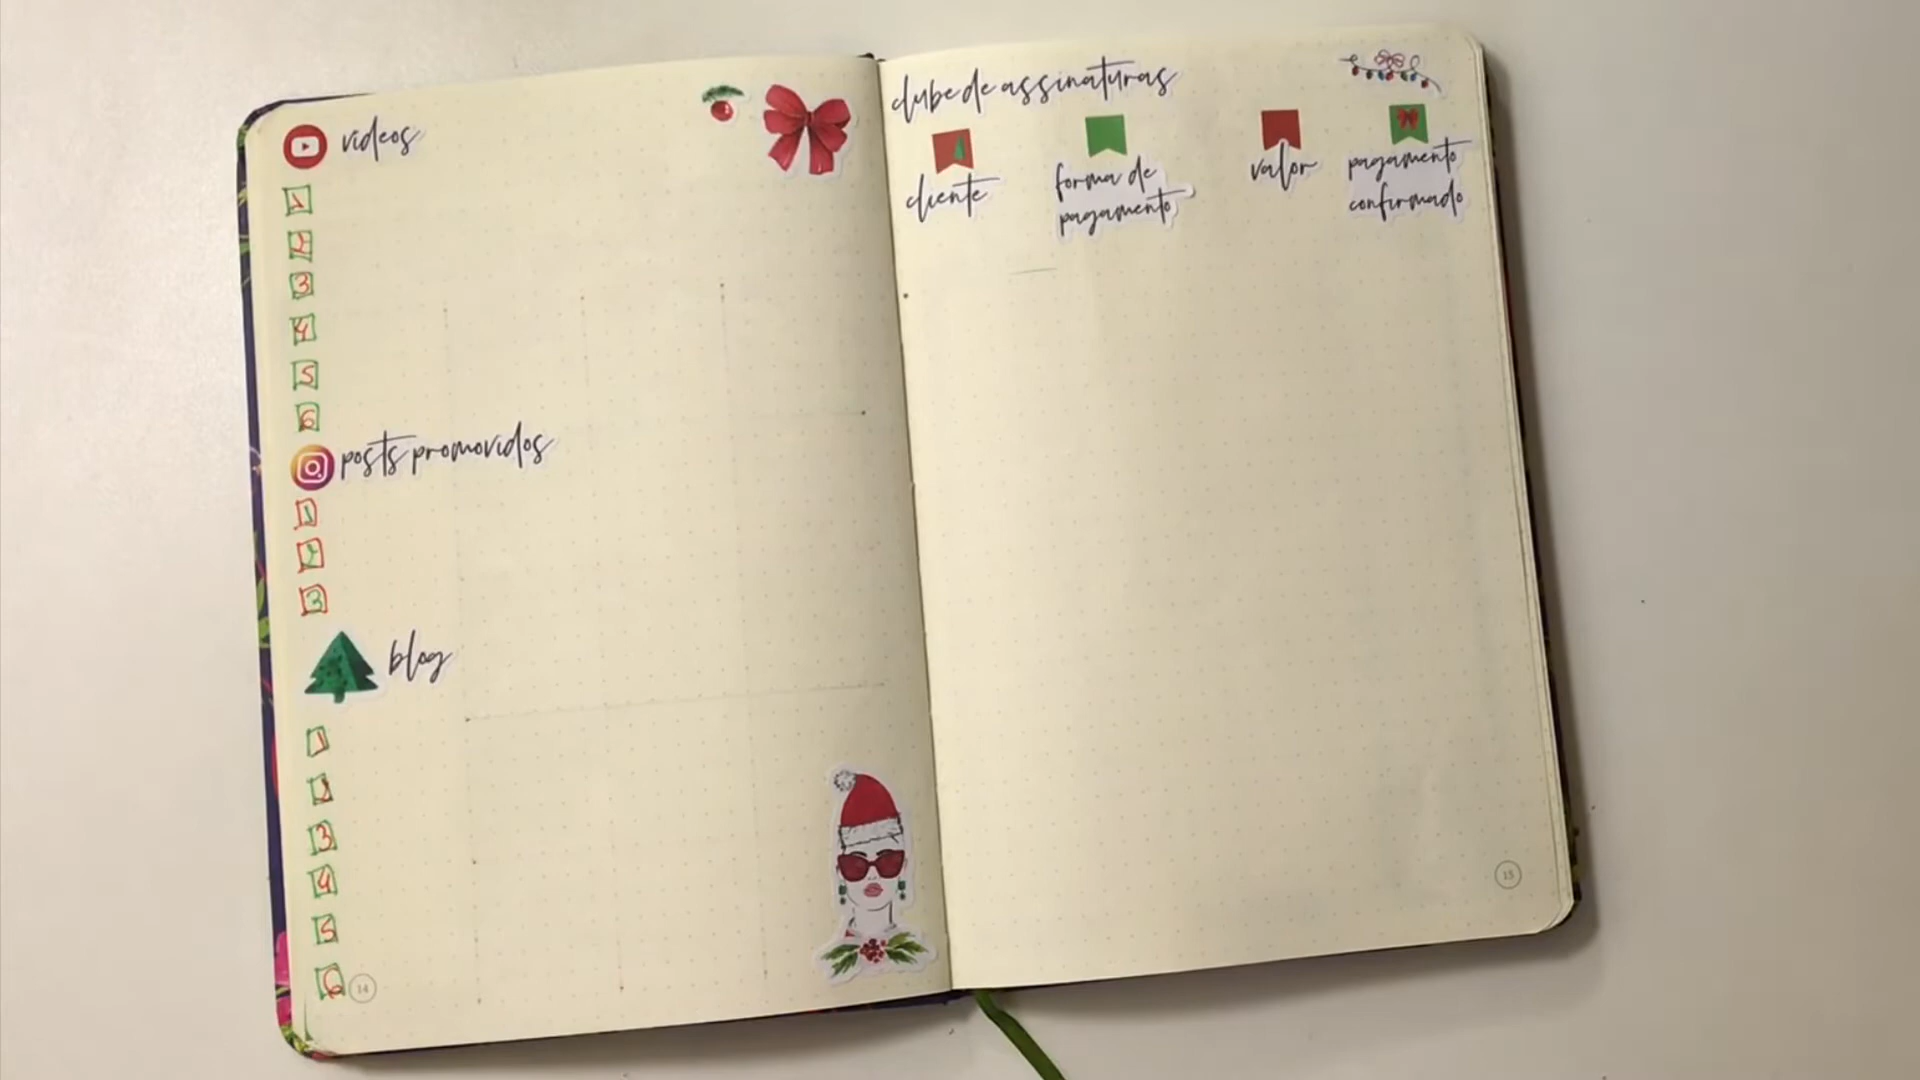 videos
1
2
3
4
5
6
posts promovidos
1
2
3
blog
1
2
3
4
5
6
14
clube de assinaturas
cliente
forma de
pagamento
valor
pagamento
confirmado
15